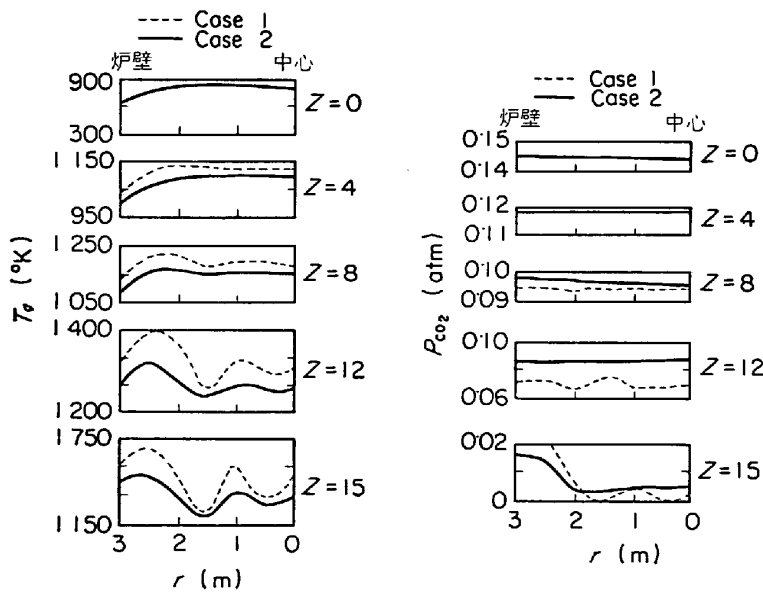 Case 1
Case 2
炉壁 中心
900
300
Z=0
1 150
950
Z=4
1 250
1 050
Z=8
1 400
1 200
Z=12
1 750
1 150
Z=15
3 2 1 0
r (m)
(°K)
Case 1
Case 2
炉壁 中心
0·15
0·14
Z=0
0·12
0·11
Z=4
0·10
0·09
Z=8
0·10
0·06
Z=12
0·02
0
Z=15
3 2 1 0
r (m)
Pco₂ (atm)